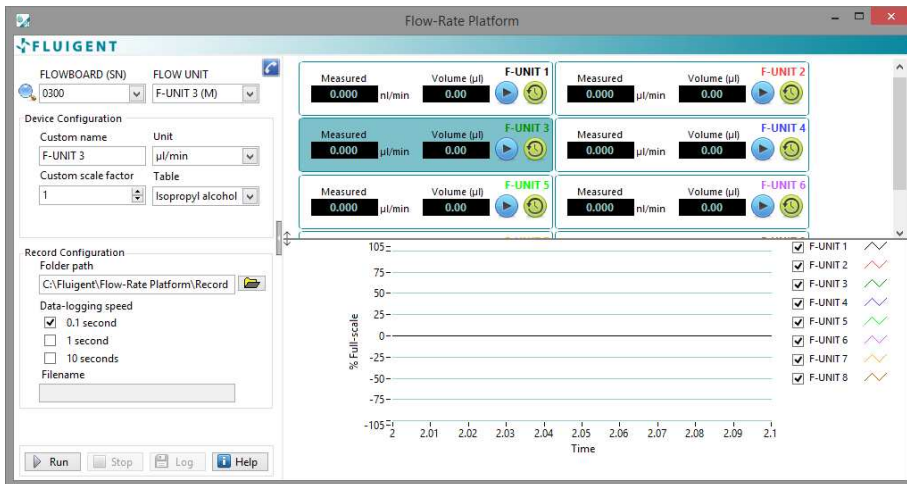 Flow-Rate Platform
FLUIGENT
FLOWBOARD (SN) FLOW UNIT
0300 F-UNIT 3 (M)
Device Configuration
Custom name Unit
F-UNIT 3 µl/min
Custom scale factor Table
1 Isopropyl alcohol
Record Configuration
Folder path
C:\Fluigent\Flow-Rate Platform\Record
Data-logging speed
0.1 second
1 second
10 seconds
Filename
Run Stop Log Help
F-UNIT 1
Measured Volume (µl)
0.000 nl/min 0.00
F-UNIT 2
Measured Volume (µl)
0.000 µl/min 0.00
F-UNIT 3
Measured Volume (µl)
0.000 µl/min 0.00
F-UNIT 4
Measured Volume (µl)
0.000 µl/min 0.00
F-UNIT 5
Measured Volume (µl)
0.000 µl/min 0.00
F-UNIT 6
Measured Volume (µl)
0.000 nl/min 0.00
% Full-scale
105
75
50
25
0
-25
-50
-75
-105
2 2.01 2.02 2.03 2.04 2.05 2.06 2.07 2.08 2.09 2.1
Time
F-UNIT 1
F-UNIT 2
F-UNIT 3
F-UNIT 4
F-UNIT 5
F-UNIT 6
F-UNIT 7
F-UNIT 8